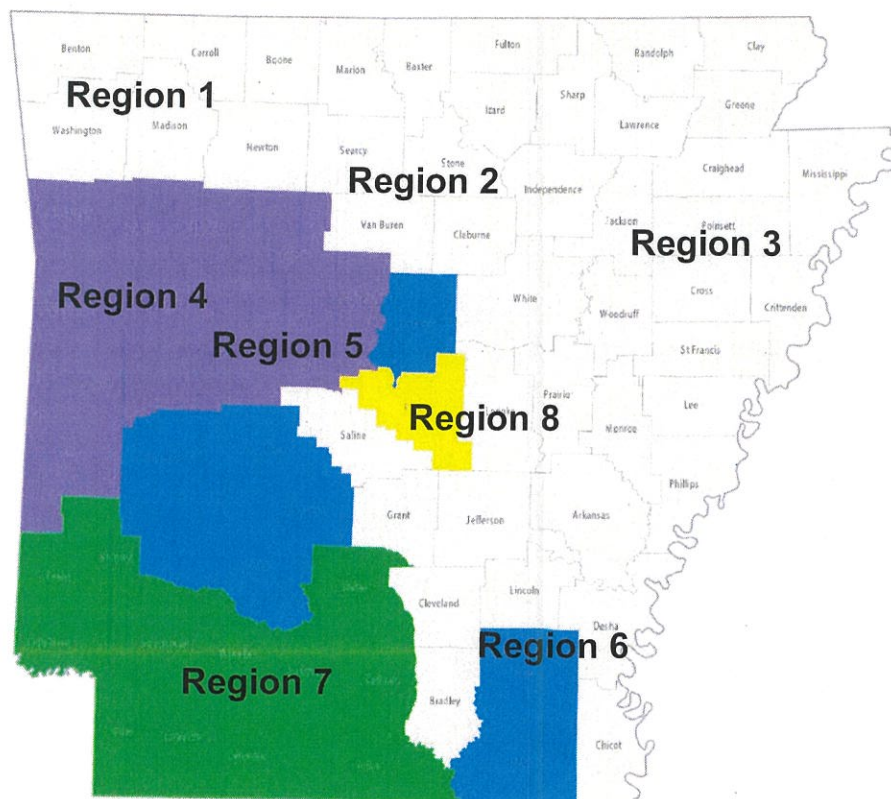 Benton
Carroll
Boone
Marion
Baxter
Fulton
Randolph
Clay
Sharp
Izard
Greene
Region 1
Lawrence
Washington
Madison
Newton
Searcy
Stone
Craighead
Mississippi
Region 2
Independence
Jackson
Poinsett
Van Buren
Cleburne
Region 3
Region 4
White
Woodruff
Cross
Crittenden
Region 5
St Francis
Prairie
Lee
Region 8
Saline
Monroe
Phillips
Grant
Jefferson
Arkansas
Cleveland
Lincoln
Desha
Region 6
Region 7
Bradley
Chicot